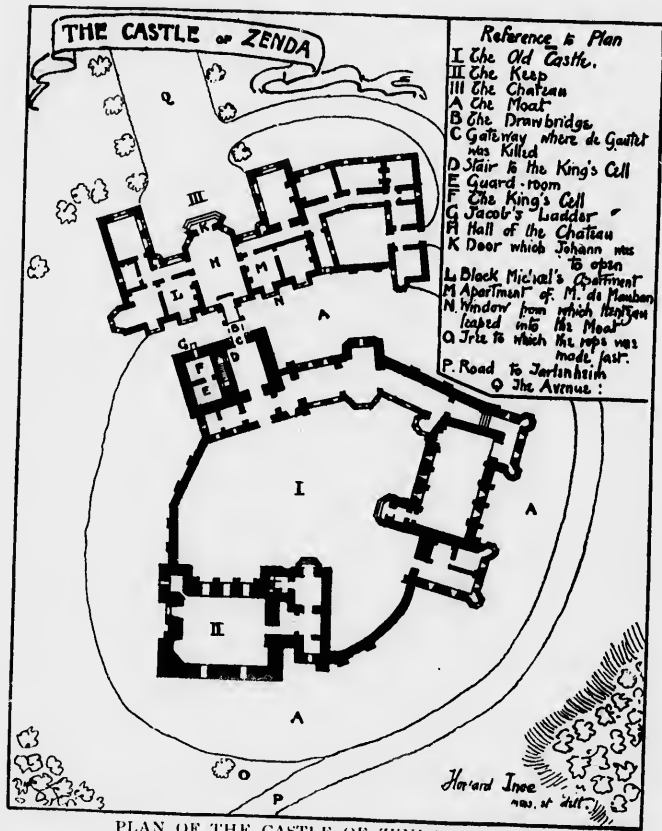 THE CASTLE OF ZENDA
Reference to Plan
I The Old Castle.
II The Keep
III The Chateau
A The Moat
B The Drawbridge
C Gateway where de Gautet
was Killed
D Stair to the King's Cell
E Guard-room
F The King's Cell
G "Jacob's Ladder"
H Hall of the Chateau
K Door which Johann was
to open
L Black Michael's Apartment
M Apartment of M. de Mauban
N. Window from which Hentzau
leaped into the Moat
O Tree to which the rope was
made fast.
P. Road to Tarlenheim
Q The Avenue:
Q
III
K
H
M
L
N
A
B
C
G
D
F
E
I
A
II
A
O
P
Howard Ince
mens. et delt.
PLAN OF THE CASTLE OF